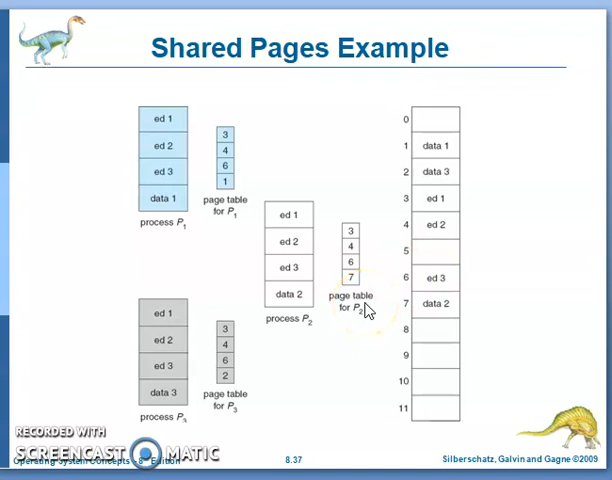 Shared Pages Example
ed 1
ed 2
ed 3
data 1
process P1
3
4
6
1
page table
for P1
ed 1
ed 2
ed 3
data 2
process P2
3
4
6
7
page table
for P2
ed 1
ed 2
ed 3
data 3
process P3
3
4
6
2
page table
for P3
0
1 data 1
2 data 3
3 ed 1
4 ed 2
5
6 ed 3
7 data 2
8
9
10
11
RECORDED WITH
SCREENCAST MATIC
Operating System Concepts - 8th Edition
8.37
Silberschatz, Galvin and Gagne ©2009